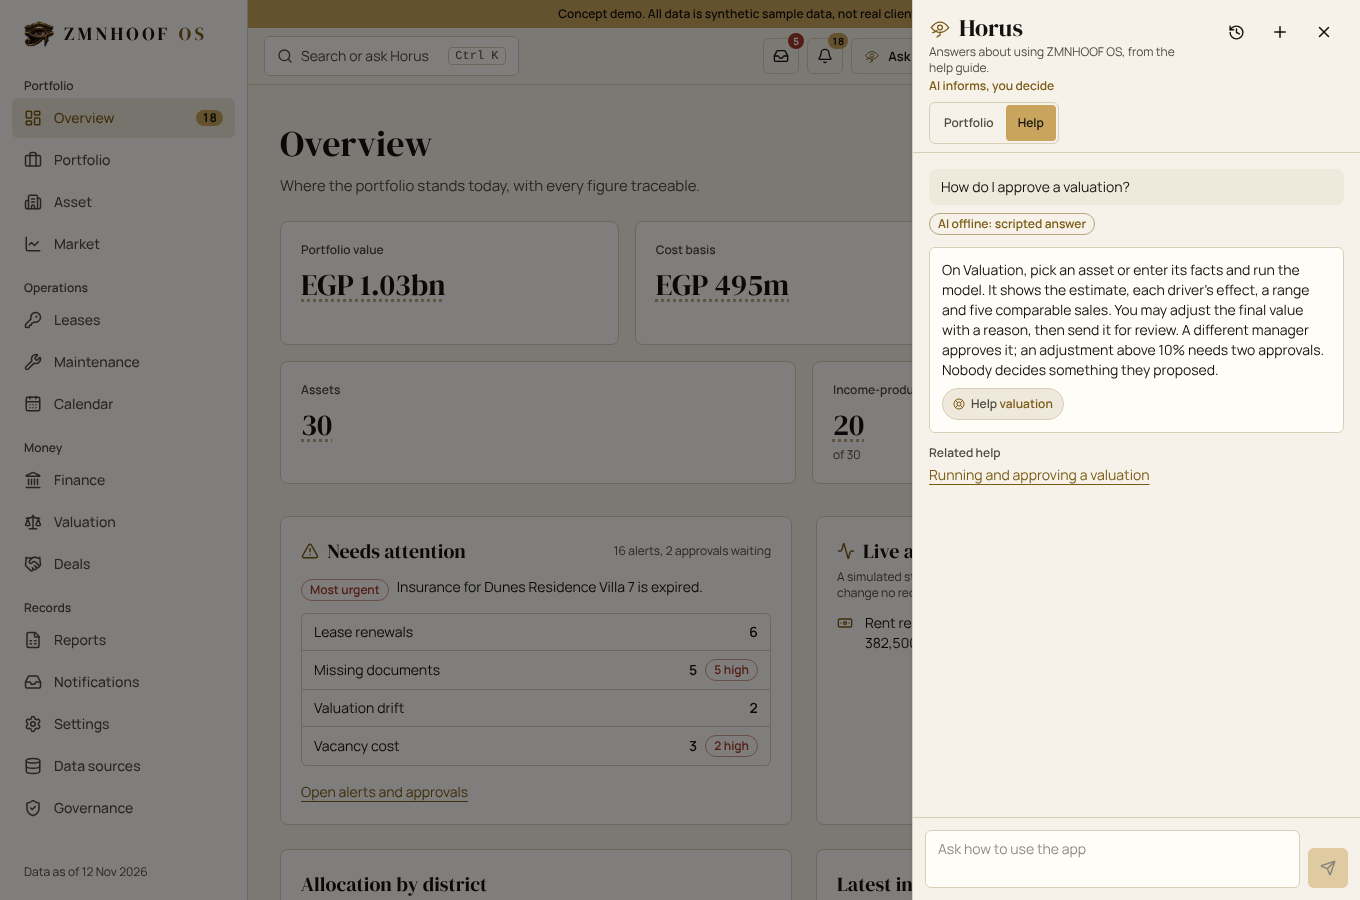 ZMNHOOF OS
Portfolio
Overview 18
Portfolio
Asset
Market
Operations
Leases
Maintenance
Calendar
Money
Finance
Valuation
Deals
Records
Reports
Notifications
Settings
Data sources
Governance
Data as of 12 Nov 2026
Concept demo. All data is synthetic sample data, not real clien
Search or ask Horus Ctrl K
5
18
Ask
Overview
Where the portfolio stands today, with every figure traceable.
Portfolio value
EGP 1.03bn
Cost basis
EGP 495m
Assets
30
Income-produ
20
of 30
Needs attention
16 alerts, 2 approvals waiting
Most urgent Insurance for Dunes Residence Villa 7 is expired.
Lease renewals 6
Missing documents 5 5 high
Valuation drift 2
Vacancy cost 3 2 high
Open alerts and approvals
Live a
A simulated st
change no rec
Rent re
382,500
Allocation by district
Latest in
Horus
Answers about using ZMNHOOF OS, from the
help guide.
AI informs, you decide
Portfolio Help
How do I approve a valuation?
AI offline: scripted answer
On Valuation, pick an asset or enter its facts and run the
model. It shows the estimate, each driver's effect, a range
and five comparable sales. You may adjust the final value
with a reason, then send it for review. A different manager
approves it; an adjustment above 10% needs two approvals.
Nobody decides something they proposed.
Help valuation
Related help
Running and approving a valuation
Ask how to use the app